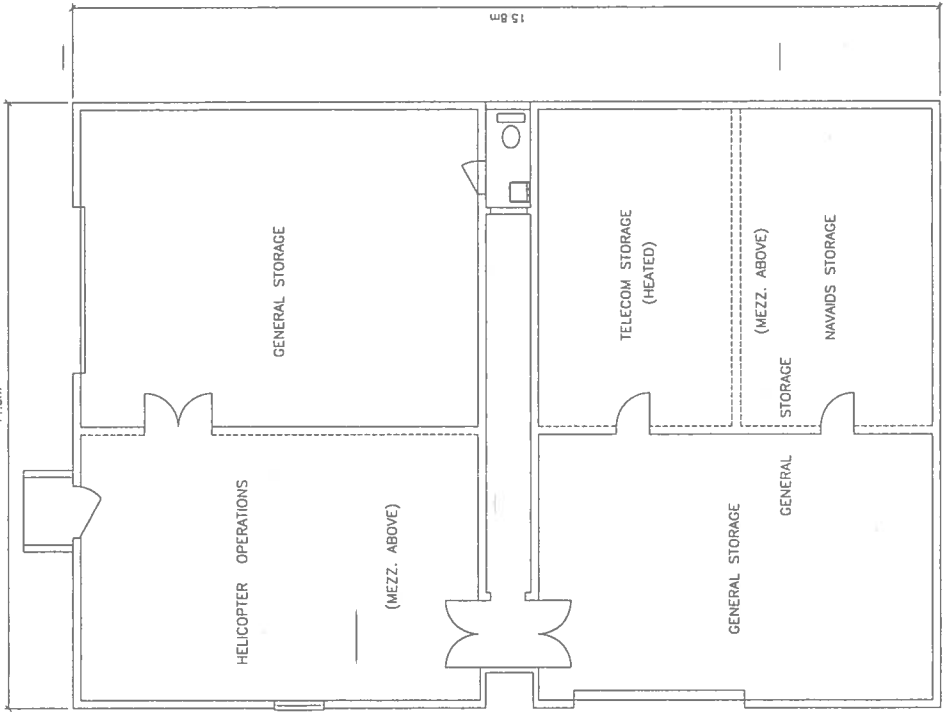 15.8m
GENERAL STORAGE
TELECOM STORAGE
(HEATED)
(MEZZ. ABOVE)
NAVAIDS STORAGE
HELICOPTER OPERATIONS
(MEZZ. ABOVE)
GENERAL STORAGE
GENERAL STORAGE